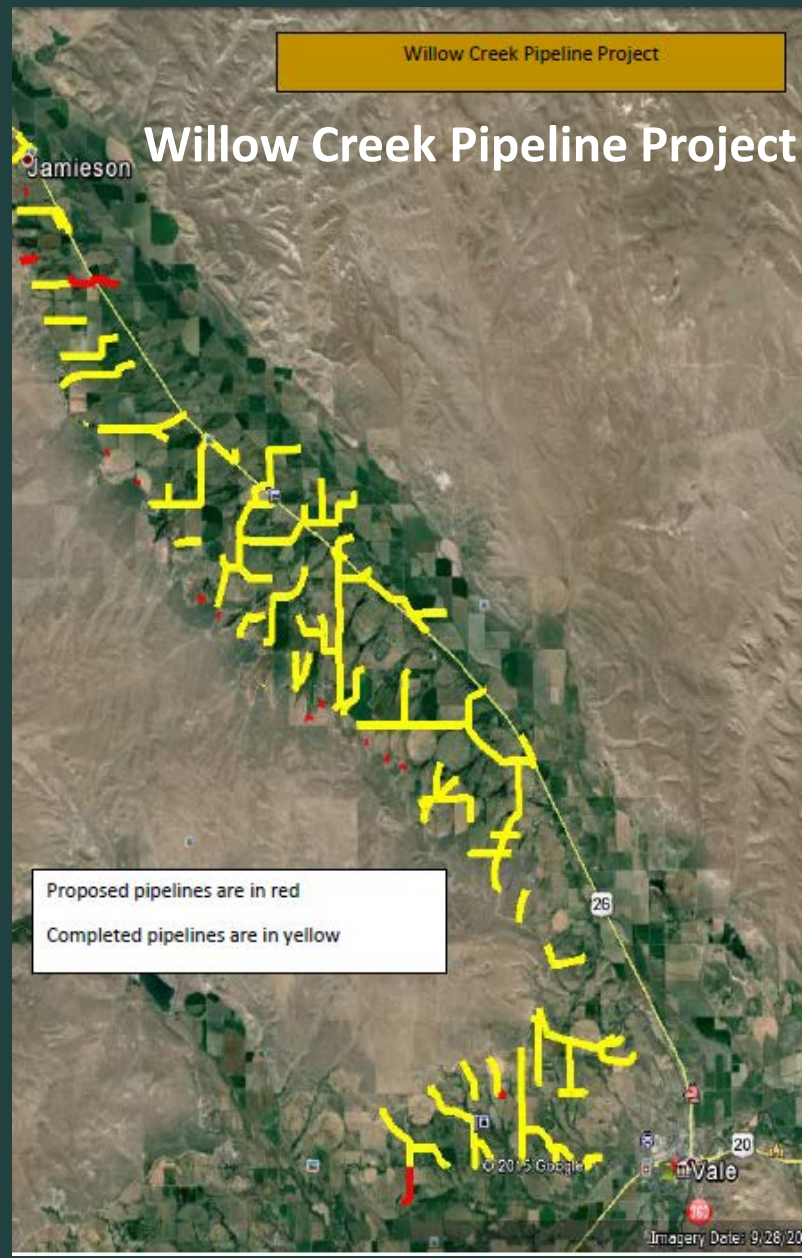 Willow Creek Pipeline Project
Willow Creek Pipeline Project
Jamieson
Proposed pipelines are in red
Completed pipelines are in yellow
26
20
© 2015 Google
Vale
Imagery Date: 9/28/20